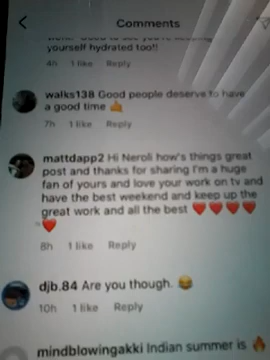 Comments
yourself hydrated too!!
4h 1 like Reply
walks138 Good people deserve to have
a good time 🤙
7h 1 like Reply
mattdapp2 Hi Neroli how's things great
post and thanks for sharing I'm a huge
fan of yours and love your work on tv and
have the best weekend and keep up the
great work and all the best ❤️❤️❤️❤️
❤️
8h 1 like Reply
djb.84 Are you though. 😂
10h 1 like Reply
mindblowingakki Indian summer is 🔥